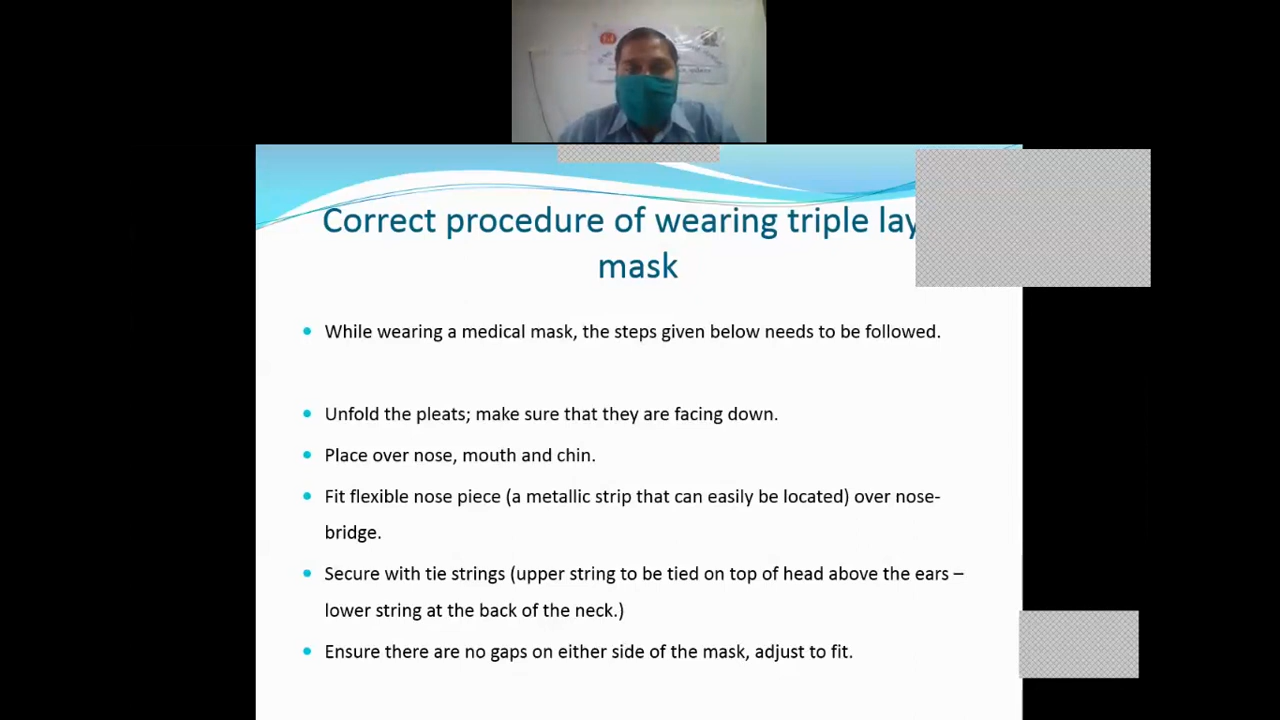 Correct procedure of wearing triple lay
mask
• While wearing a medical mask, the steps given below needs to be followed.
• Unfold the pleats; make sure that they are facing down.
• Place over nose, mouth and chin.
• Fit flexible nose piece (a metallic strip that can easily be located) over nose-
bridge.
• Secure with tie strings (upper string to be tied on top of head above the ears –
lower string at the back of the neck.)
• Ensure there are no gaps on either side of the mask, adjust to fit.